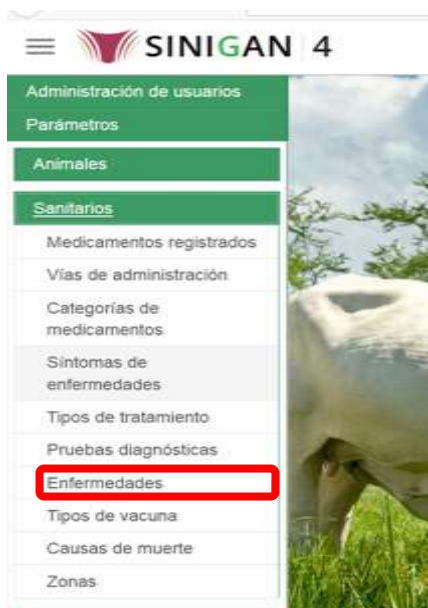 SINIGAN 4
Administración de usuarios
Parámetros
Animales
Sanitarios
Medicamentos registrados
Vías de administración
Categorías de
medicamentos
Síntomas de
enfermedades
Tipos de tratamiento
Pruebas diagnósticas
Enfermedades
Tipos de vacuna
Causas de muerte
Zonas